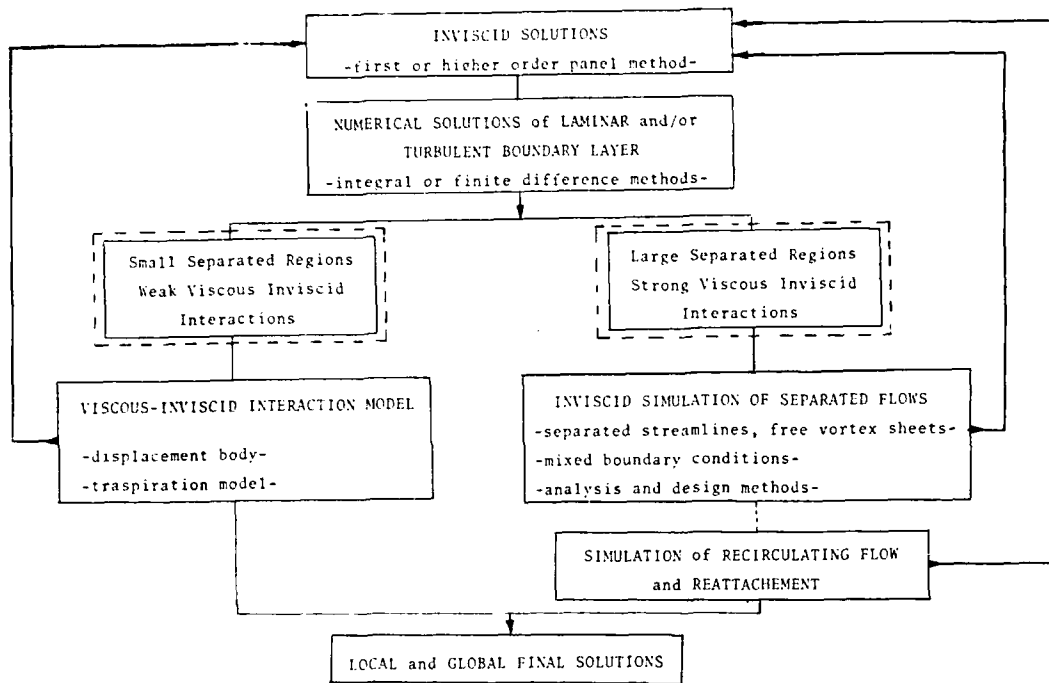 INVISCID SOLUTIONS
-first or higher order panel method-
NUMERICAL SOLUTIONS of LAMINAR and/or
TURBULENT BOUNDARY LAYER
-integral or finite difference methods-
Small Separated Regions
Weak Viscous Inviscid
Interactions
Large Separated Regions
Strong Viscous Inviscid
Interactions
VISCOUS-INVISCID INTERACTION MODEL
-displacement body-
-traspiration model-
INVISCID SIMULATION OF SEPARATED FLOWS
-separated streamlines, free vortex sheets-
-mixed boundary conditions-
-analysis and design methods-
SIMULATION of RECIRCULATING FLOW
and REATTACHEMENT
LOCAL and GLOBAL FINAL SOLUTIONS